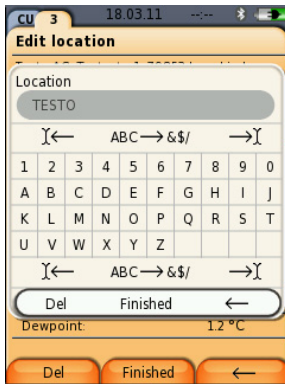 CU 3 18.03.11 --:--
Edit location
Location
TESTO
ABC → &$/
1 2 3 4 5 6 7 8 9 0
A B C D E F G H I J
K L M N O P Q R S T
U V W X Y Z
ABC → &$/
Del Finished ←
Dewpoint: 1.2 °C
Del Finished ←